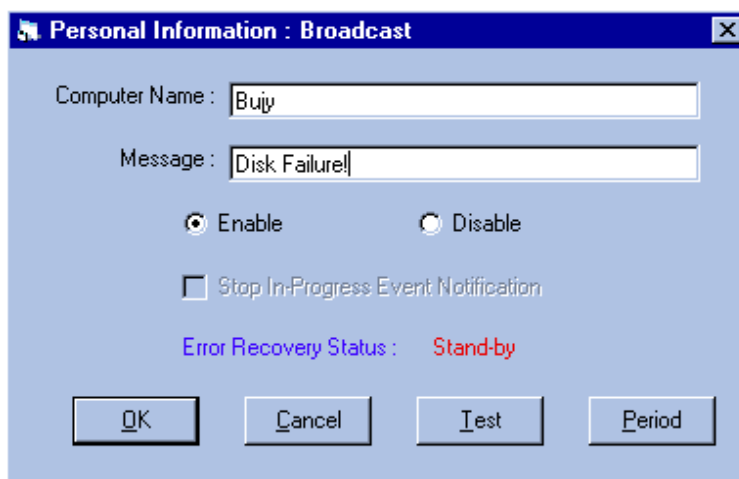 Personal Information : Broadcast
Computer Name : Bujy
Message : Disk Failure!
Enable Disable
Stop In-Progress Event Notification
Error Recovery Status : Stand-by
OK Cancel Test Period